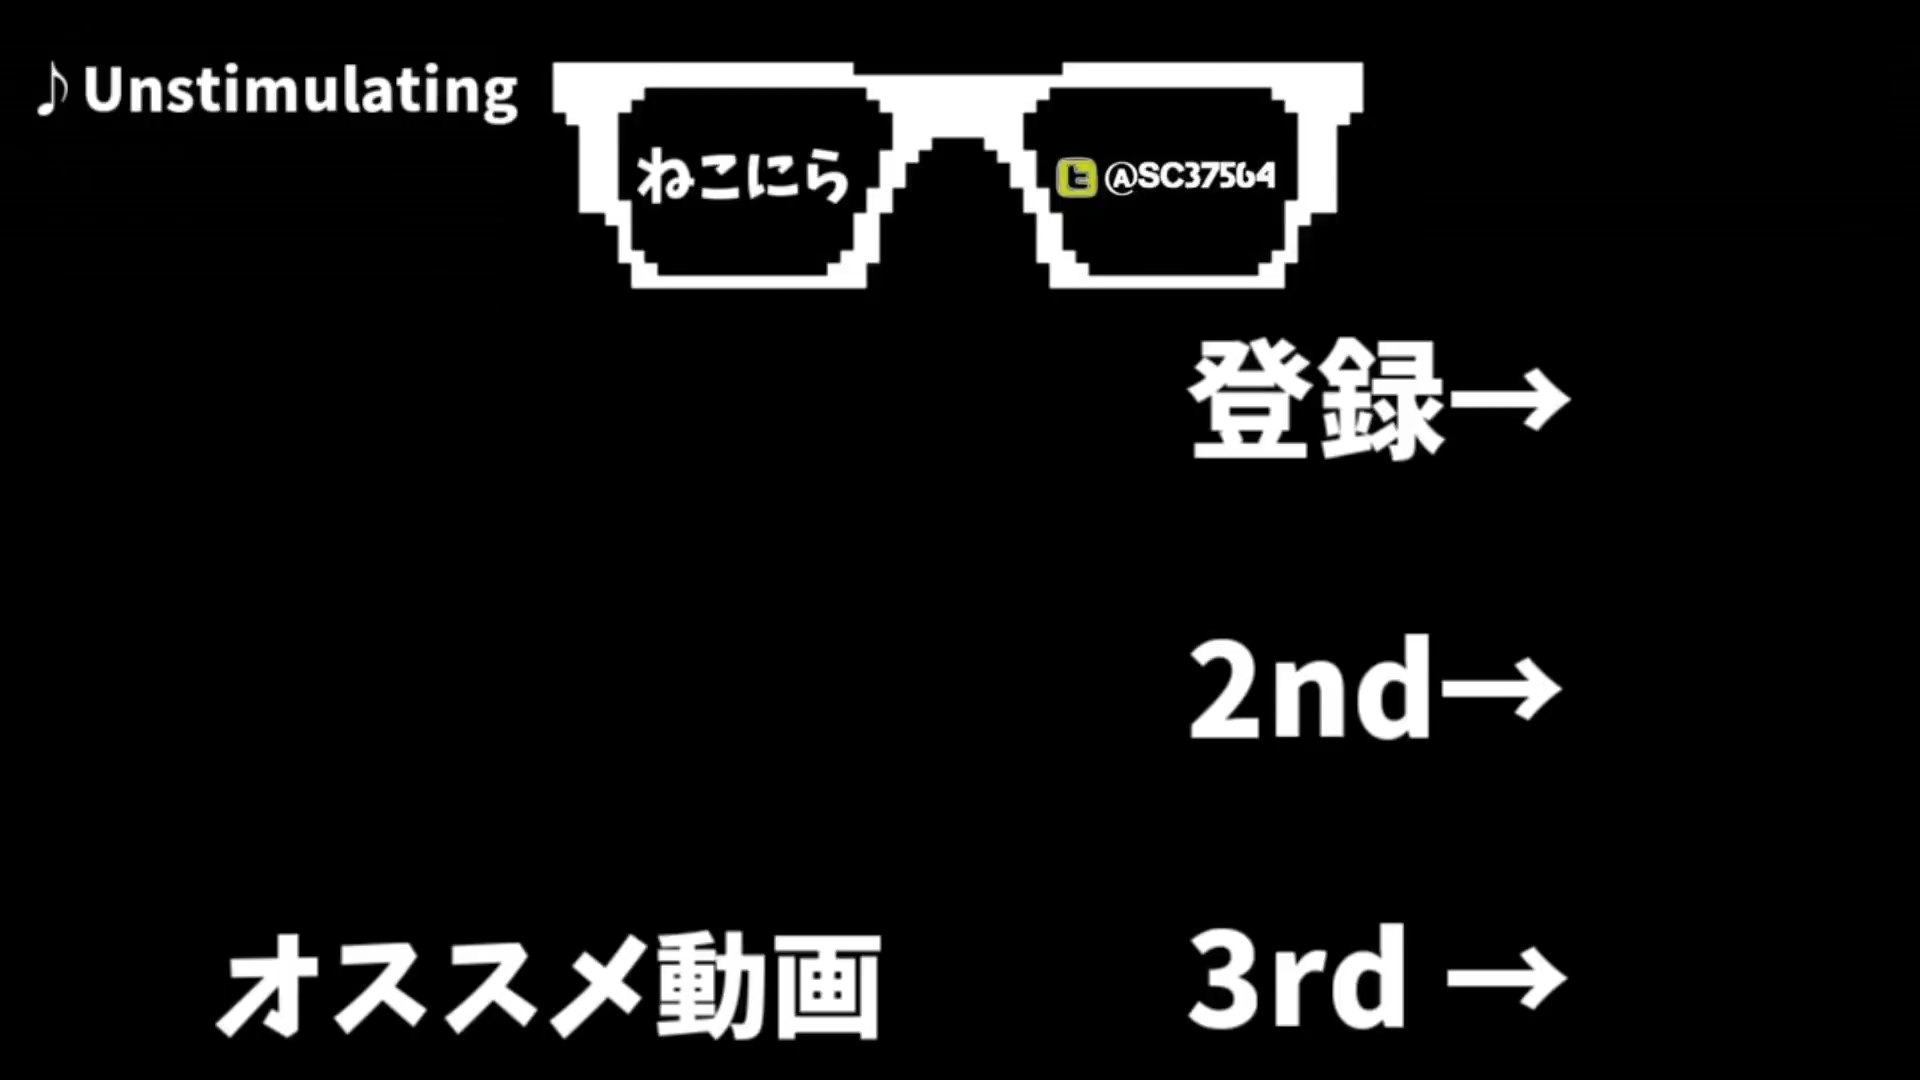 ♪Unstimulating
ねこにら
@SC37564
登録→
2nd→
オススメ動画
3rd →